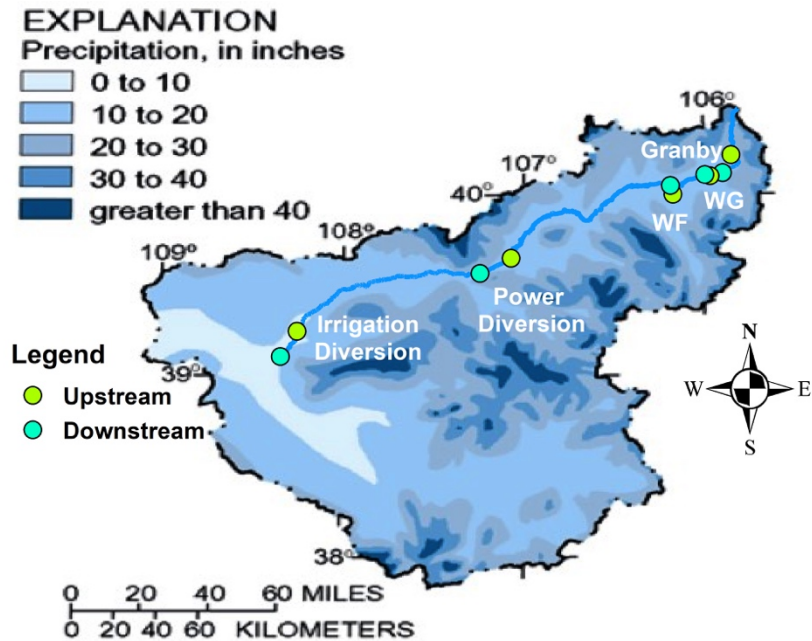 EXPLANATION
Precipitation, in inches
0 to 10
10 to 20
20 to 30
30 to 40
greater than 40
106°
Granby
107°
WG
40°
WF
108°
109°
Power
Diversion
Irrigation
Diversion
Legend
39°
Upstream
Downstream
N
W E
S
38°
0 20 40 60 MILES
0 20 40 60 KILOMETERS